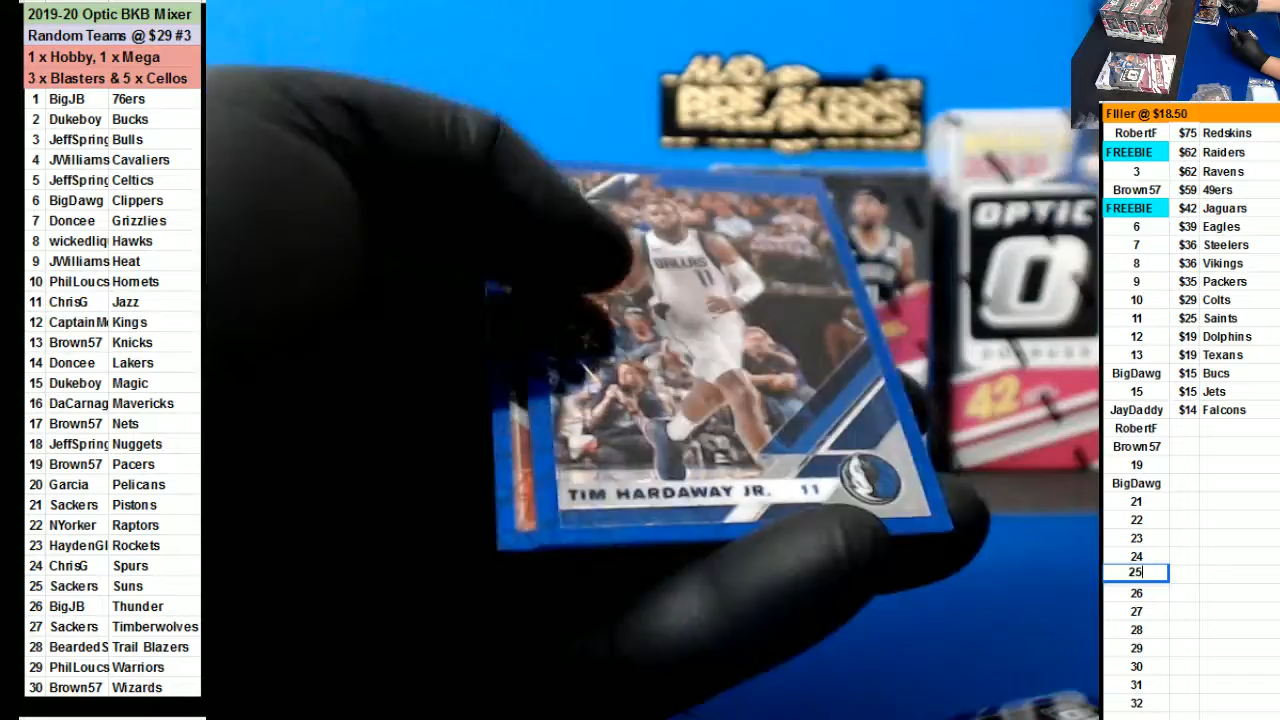 2019-20 Optic BKB Mixer
Random Teams @ $29 #3
1 x Hobby, 1 x Mega
3 x Blasters & 5 x Cellos
1 BigJB 76ers
2 Dukeboy Bucks
3 JeffSpring Bulls
4 JWilliams Cavaliers
5 JeffSpring Celtics
6 BigDawg Clippers
7 Doncee Grizzlies
8 wickedliq Hawks
9 JWilliams Heat
10 PhilLoucs Hornets
11 ChrisG Jazz
12 CaptainMo Kings
13 Brown57 Knicks
14 Doncee Lakers
15 Dukeboy Magic
16 DaCarnag Mavericks
17 Brown57 Nets
18 JeffSpring Nuggets
19 Brown57 Pacers
20 Garcia Pelicans
21 Sackers Pistons
22 NYorker Raptors
23 HaydenGl Rockets
24 ChrisG Spurs
25 Sackers Suns
26 BigJB Thunder
27 Sackers Timberwolves
28 BeardedS Trail Blazers
29 PhilLoucs Warriors
30 Brown57 Wizards
MOJO
BREAKERS
DALLAS
11
TIM HARDAWAY JR. 11
OPTIC
O
42
Filler @ $18.50
RobertF $75 Redskins
FREEBIE $62 Raiders
3 $62 Ravens
Brown57 $59 49ers
FREEBIE $42 Jaguars
6 $39 Eagles
7 $36 Steelers
8 $36 Vikings
9 $35 Packers
10 $29 Colts
11 $25 Saints
12 $19 Dolphins
13 $19 Texans
BigDawg $15 Bucs
15 $15 Jets
JayDaddy $14 Falcons
RobertF
Brown57
19
BigDawg
21
22
23
24
25
26
27
28
29
30
31
32